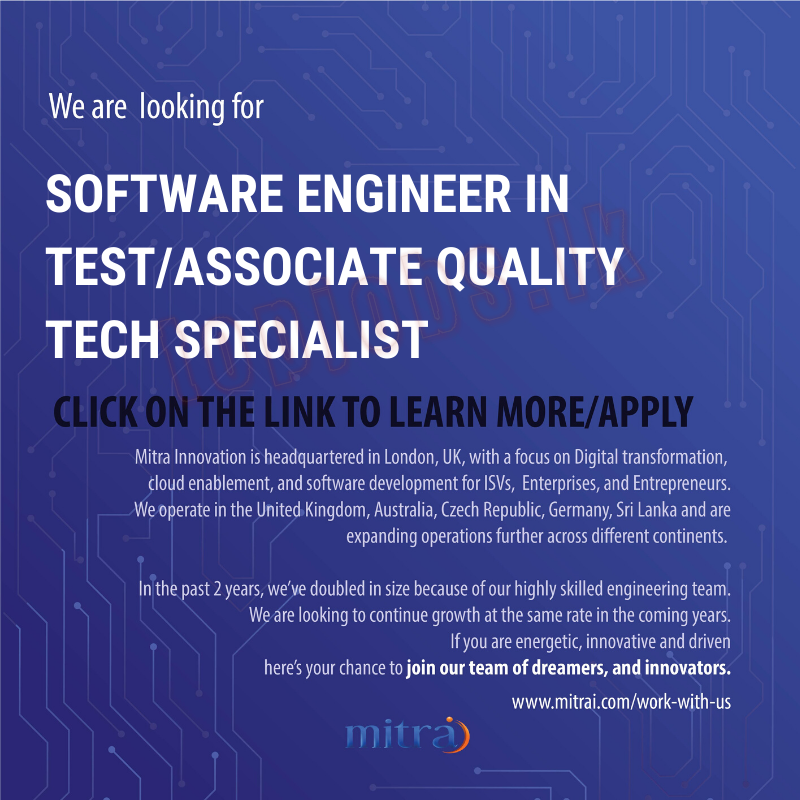 We are looking for
SOFTWARE ENGINEER IN
TEST/ASSOCIATE QUALITY
TECH SPECIALIST
topjobs.lk
CLICK ON THE LINK TO LEARN MORE/APPLY
Mitra Innovation is headquartered in London, UK, with a focus on Digital transformation,
cloud enablement, and software development for ISVs, Enterprises, and Entrepreneurs.
We operate in the United Kingdom, Australia, Czech Republic, Germany, Sri Lanka and are
expanding operations further across different continents.
In the past 2 years, we've doubled in size because of our highly skilled engineering team.
We are looking to continue growth at the same rate in the coming years.
If you are energetic, innovative and driven
here's your chance to join our team of dreamers, and innovators.
www.mitrai.com/work-with-us
mitrai